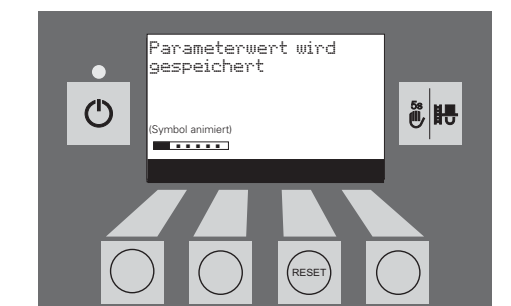 Parameterwert wird
gespeichert
5s
(Symbol animiert)
RESET